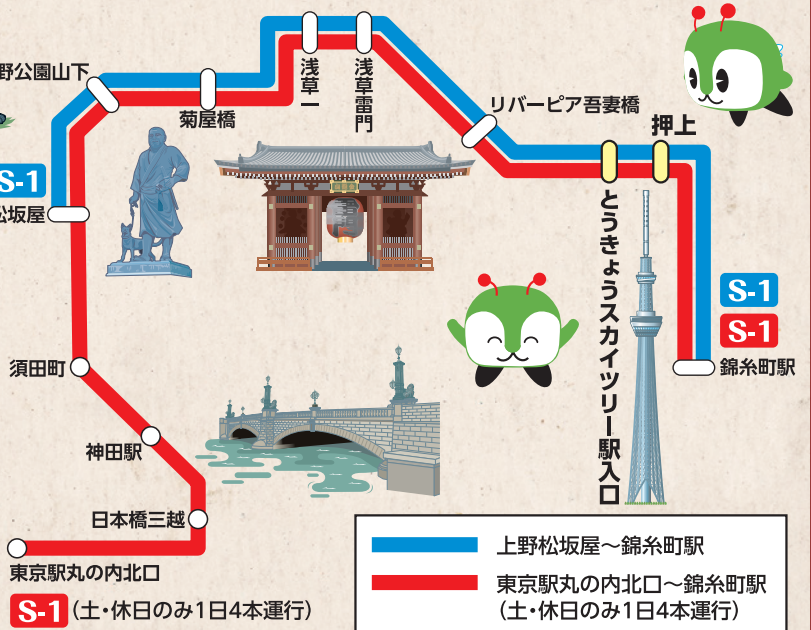 野公園山下
菊屋橋
浅草一
浅草雷門
リバーピア吾妻橋
押上
とうきょうスカイツリー駅入口
S-1
松坂屋
S-1
S-1
錦糸町駅
須田町
神田駅
日本橋三越
東京駅丸の内北口
S-1(土・休日のみ1日4本運行)
上野松坂屋〜錦糸町駅
東京駅丸の内北口〜錦糸町駅
(土・休日のみ1日4本運行)